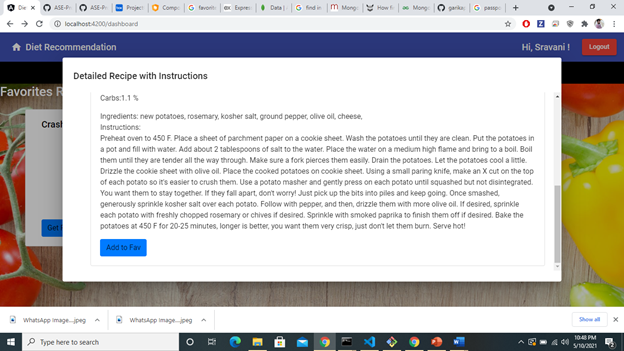 Die
ASE-P
ASE-P
Project
Compo
favorite
Expres
Data J
find in
Mong
How f
Mong
garika
passp
localhost:4200/dashboard
Diet Recommendation
Hi, Sravani !
Logout
Favorites R
Crash
Get
Detailed Recipe with Instructions
Carbs:1.1 %
Ingredients: new potatoes, rosemary, kosher salt, ground pepper, olive oil, cheese,
Instructions:
Preheat oven to 450 F. Place a sheet of parchment paper on a cookie sheet. Wash the potatoes until they are clean. Put the potatoes in
a pot and fill with water. Add about 2 tablespoons of salt to the water. Place the water on a medium high flame and bring to a boil. Boil
them until they are tender all the way through. Make sure a fork pierces them easily. Drain the potatoes. Let the potatoes cool a little.
Drizzle the cookie sheet with olive oil. Place the cooked potatoes on cookie sheet. Using a small paring knife, make an X cut on the top
of each potato so it's easier to crush them. Use a potato masher and gently press on each potato until squashed but not disintegrated.
You want them to stay together. If they fall apart, don't worry! Just pick up the bits into piles and keep going. Once smashed,
generously sprinkle kosher salt over each potato. Follow with pepper, and then, drizzle them with more olive oil. If desired, sprinkle
each potato with freshly chopped rosemary or chives if desired. Sprinkle with smoked paprika to finish them off if desired. Bake the
potatoes at 450 F for 20-25 minutes, longer is better, you want them very crisp, just don't let them burn. Serve hot!
Add to Fav
WhatsApp Image....jpeg
WhatsApp Image....jpeg
Show all
Type here to search
10:48 PM
5/10/2021